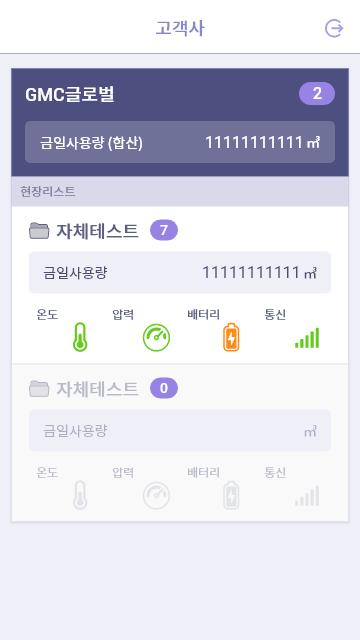 고객사
GMC글로벌 2
금일사용량 (합산) 11111111111 ㎥
현장리스트
자체테스트 7
금일사용량 11111111111 ㎥
온도 압력 배터리 통신
자체테스트 0
금일사용량 ㎥
온도 압력 배터리 통신